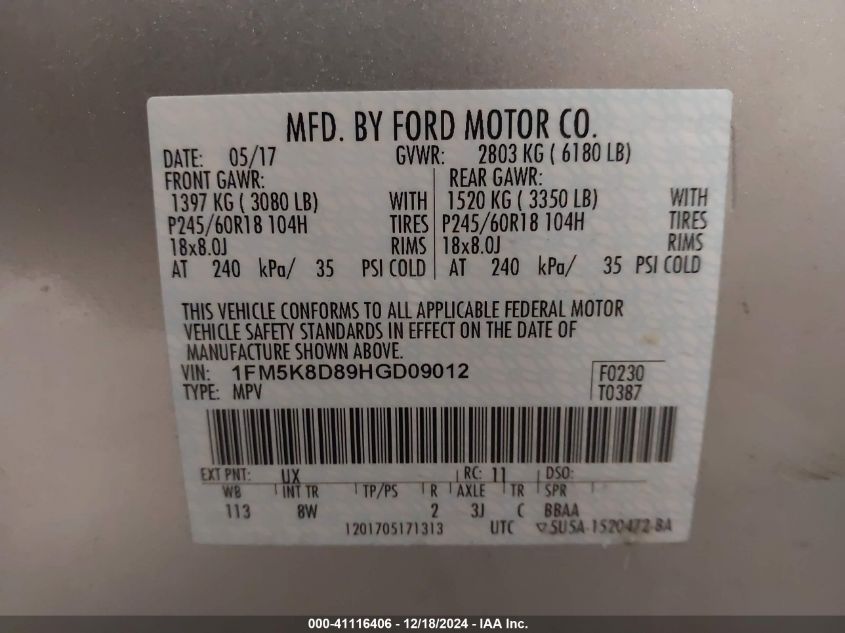 MFD. BY FORD MOTOR CO.
DATE: 05/17 GVWR: 2803 KG ( 6180 LB)
FRONT GAWR: REAR GAWR:
1397 KG ( 3080 LB) WITH 1520 KG ( 3350 LB) WITH
P245/60R18 104H TIRES P245/60R18 104H TIRES
18x8.0J RIMS 18x8.0J RIMS
AT 240 kPa/ 35 PSI COLD AT 240 kPa/ 35 PSI COLD
THIS VEHICLE CONFORMS TO ALL APPLICABLE FEDERAL MOTOR
VEHICLE SAFETY STANDARDS IN EFFECT ON THE DATE OF
MANUFACTURE SHOWN ABOVE.
VIN: 1FM5K8D89HGD09012 F0230
TYPE: MPV T0387
EXT PNT: UX RC: 11 DSO:
WB INT TR TP/PS R AXLE TR SPR
113 8W 2 3J C BBAA
1201705171313 UTC ▽5U5A-1520472-BA
000-41116406 - 12/18/2024 - IAA Inc.